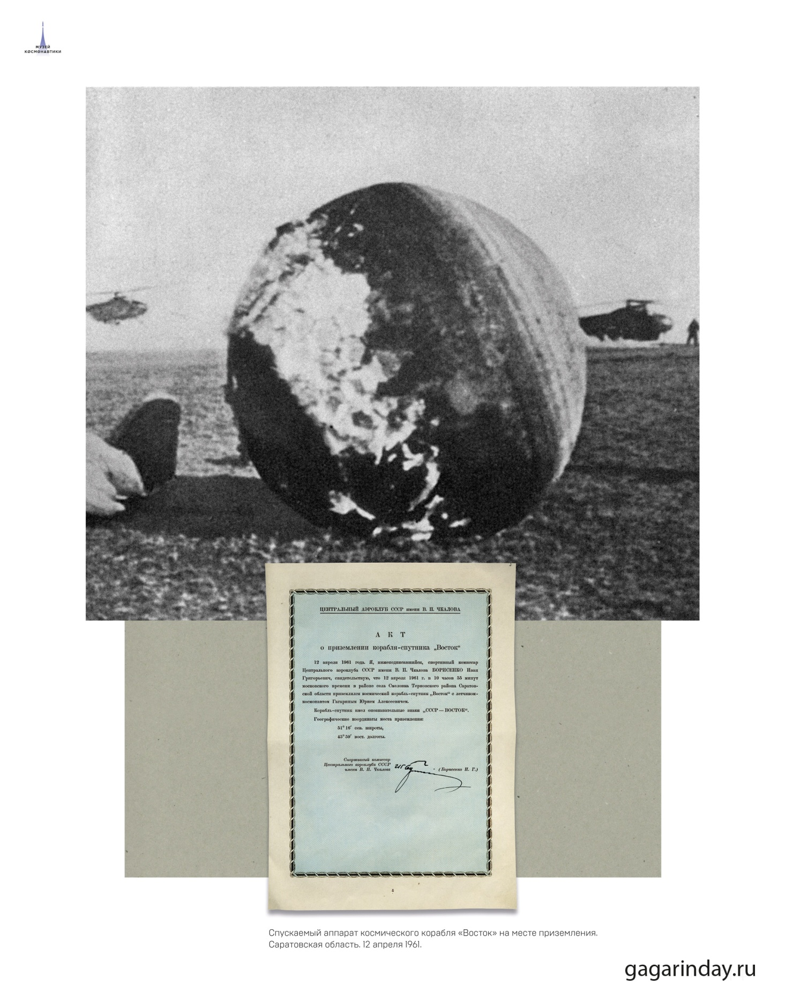 МУЗЕЙ
КОСМОНАВТИКИ
ЦЕНТРАЛЬНЫЙ АЭРОКЛУБ СССР имени В. П. ЧКАЛОВА
АКТ
о приземлении корабля-спутника „Восток“
12 апреля 1961 года. Я, нижеподписавшийся, спортивный комиссар
Центрального аэроклуба СССР имени В. П. Чкалова БОРИСЕНКО Иван
Григорьевич, свидетельствую, что 12 апреля 1961 г. в 10 часов 55 минут
московского времени в районе села Смеловка Терновского района Саратов-
ской области приземлился космический корабль-спутник „Восток“ с летчиком-
космонавтом Гагариным Юрием Алексеевичем.
Корабль-спутник имел опознавательные знаки „СССР — ВОСТОК“.
Географические координаты места приземления:
51° 16′ сев. широты,
45° 59′ вост. долготы.
Спортивный комиссар
Центрального аэроклуба СССР
имени В. П. Чкалова (Борисенко И. Г.)
4
Спускаемый аппарат космического корабля «Восток» на месте приземления.
Саратовская область. 12 апреля 1961.
gagarinday.ru